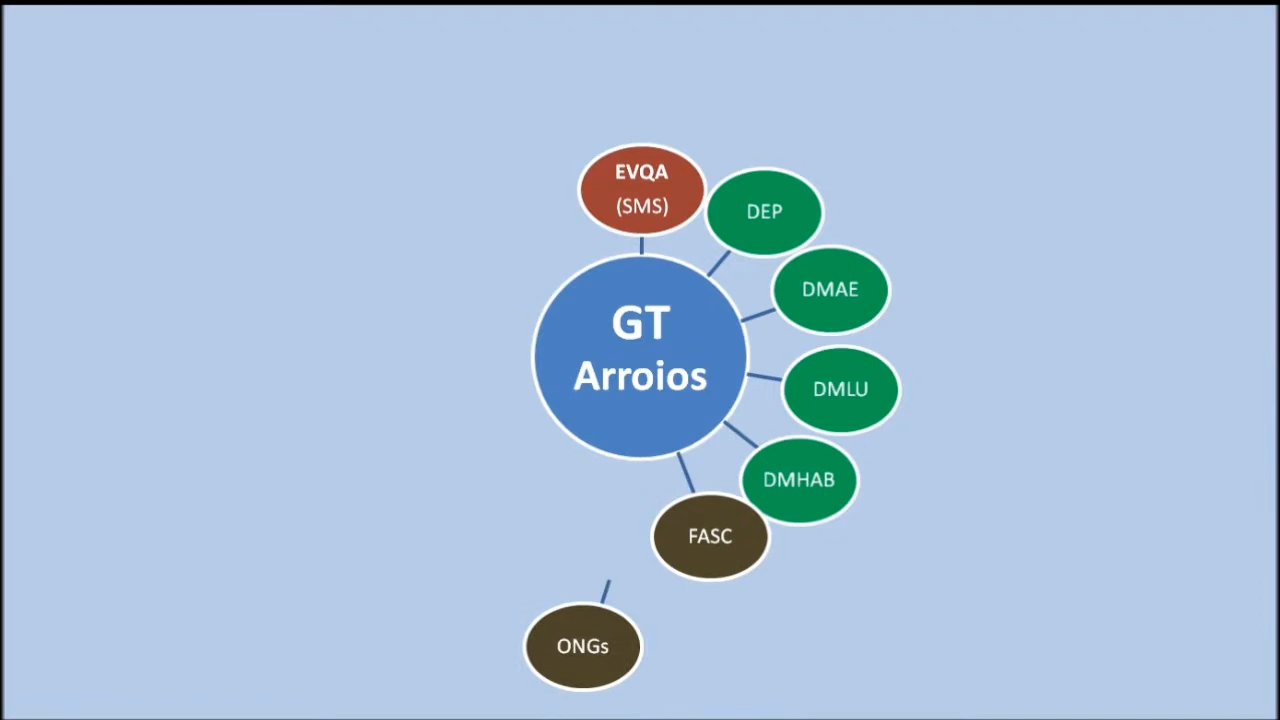 EVQA
(SMS)
DEP
DMAE
GT
Arroios
DMLU
DMHAB
FASC
ONGs